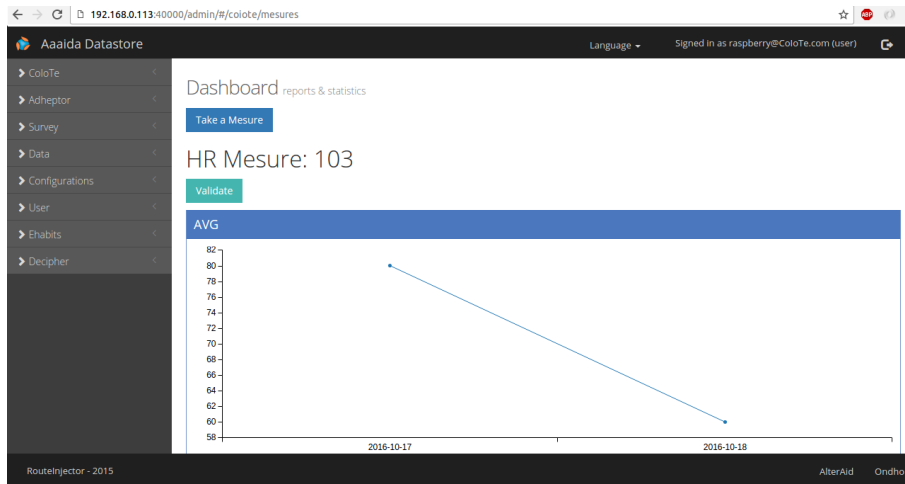 192.168.0.113:40000/admin/#/coiote/mesures
ABP
Aaaida Datastore
Language
Signed in as raspberry@ColoTe.com (user)
ColoTe
Adheptor
Survey
Data
Configurations
User
Ehabits
Decipher
Dashboard reports & statistics
Take a Mesure
HR Mesure: 103
Validate
AVG
82
80
78
76
74
72
70
68
66
64
62
60
58
2016-10-17
2016-10-18
RouteInjector - 2015
AlterAid
Ondho